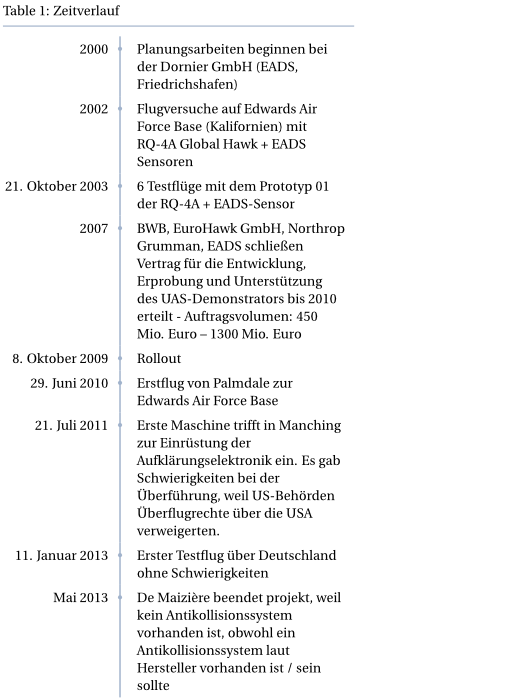 Table 1: Zeitverlauf
2000 Planungsarbeiten beginnen bei
der Dornier GmbH (EADS,
Friedrichshafen)
2002 Flugversuche auf Edwards Air
Force Base (Kalifornien) mit
RQ-4A Global Hawk + EADS
Sensoren
21. Oktober 2003 6 Testflüge mit dem Prototyp 01
der RQ-4A + EADS-Sensor
2007 BWB, EuroHawk GmbH, Northrop
Grumman, EADS schließen
Vertrag für die Entwicklung,
Erprobung und Unterstützung
des UAS-Demonstrators bis 2010
erteilt - Auftragsvolumen: 450
Mio. Euro – 1300 Mio. Euro
8. Oktober 2009 Rollout
29. Juni 2010 Erstflug von Palmdale zur
Edwards Air Force Base
21. Juli 2011 Erste Maschine trifft in Manching
zur Einrüstung der
Aufklärungselektronik ein. Es gab
Schwierigkeiten bei der
Überführung, weil US-Behörden
Überflugrechte über die USA
verweigerten.
11. Januar 2013 Erster Testflug über Deutschland
ohne Schwierigkeiten
Mai 2013 De Maizière beendet projekt, weil
kein Antikollisionssystem
vorhanden ist, obwohl ein
Antikollisionssystem laut
Hersteller vorhanden ist / sein
sollte